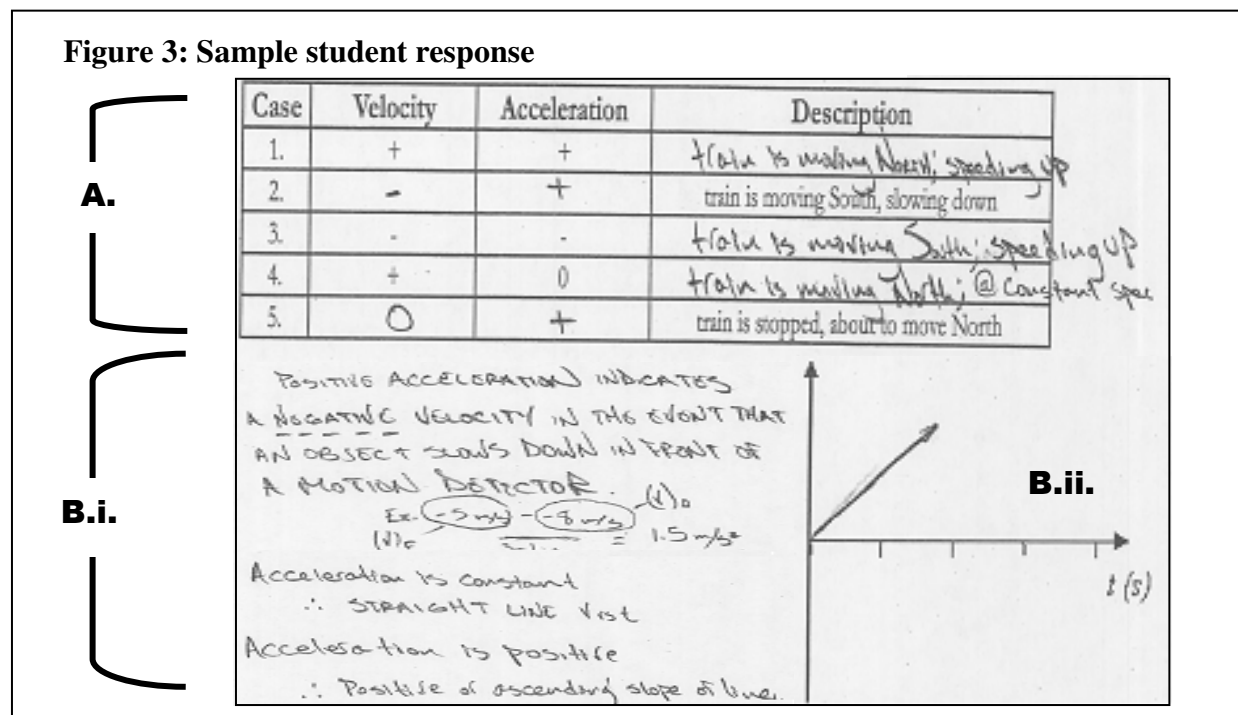 Figure 3: Sample student response
A.
Case Velocity Acceleration Description
1. + + train is moving North; speeding up
2. - + train is moving South, slowing down
3. - - train is moving South; speeding up
4. + 0 train is moving North; @ constant spee
5. O + train is stopped, about to move North
B.i.
POSITIVE ACCELERATION INDICATES
A NEGATIVE VELOCITY IN THE EVENT THAT
AN OBJECT SLOWS DOWN IN FRONT OF
A MOTION DETECTOR.
Ex. -5 m/s - -8 m/s = 1.5 m/s²
Acceleration is constant
∴ STRAIGHT LINE V vs t
Acceleration is positive
∴ Positive or ascending slope of line.
B.ii.
t (s)